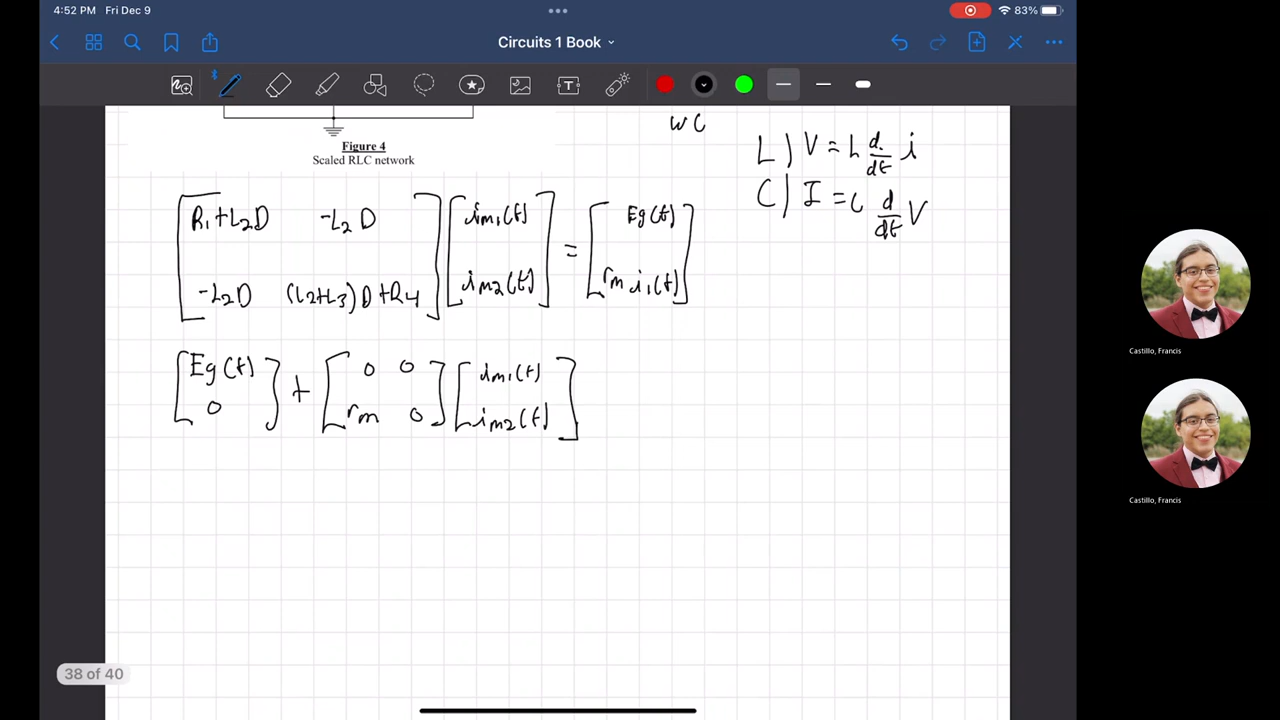 4:52 PM Fri Dec 9
83%
Circuits 1 Book
Figure 4
Scaled RLC network
WC
L) V = L d/dt i
C) I = C d/dt V
[R1+L2D -L2D] [im1(t)] = [Eg(t)]
[-L2D (L2+L3)D+R4] [im2(t)] [rm i1(t)]
[Eg(t)] + [0 0] [im1(t)]
[0] [rm 0] [im2(t)]
38 of 40
Castillo, Francis
Castillo, Francis